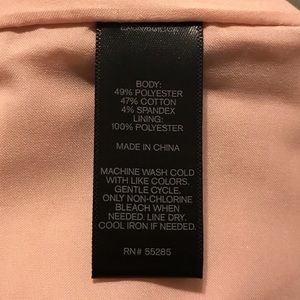 BODY:
49% POLYESTER
47% COTTON
4% SPANDEX
LINING:
100% POLYESTER
MADE IN CHINA
MACHINE WASH COLD
WITH LIKE COLORS.
GENTLE CYCLE.
ONLY NON-CHLORINE
BLEACH WHEN
NEEDED. LINE DRY.
COOL IRON IF NEEDED.
RN# 55285